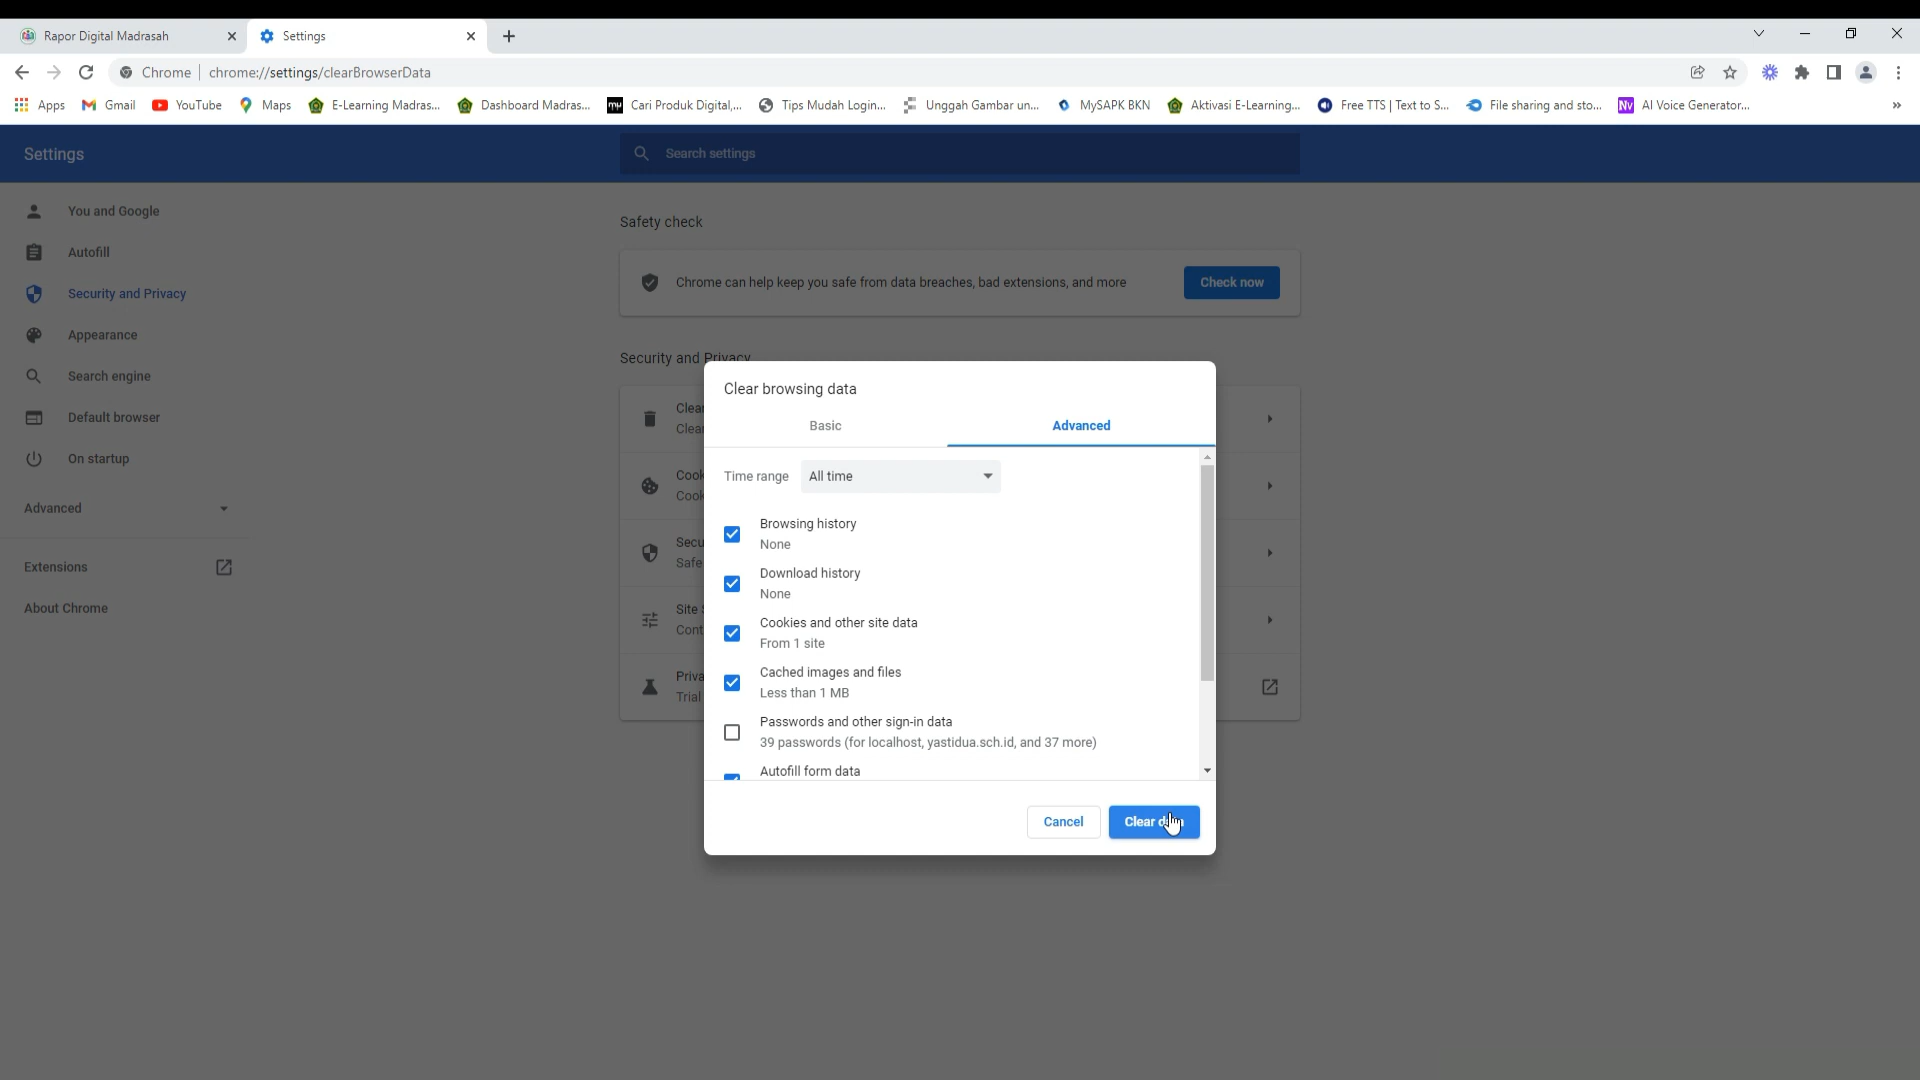 Rapor Digital Madrasah
Settings
Chrome
chrome://settings/clearBrowserData
Apps
Gmail
YouTube
Maps
E-Learning Madras...
Dashboard Madras...
Cari Produk Digital,...
Tips Mudah Login...
Unggah Gambar un...
MySAPK BKN
Aktivasi E-Learning...
Free TTS | Text to S...
File sharing and sto...
Nv
AI Voice Generator...
»
Settings
Search settings
You and Google
Autofill
Security and Privacy
Appearance
Search engine
Default browser
On startup
Advanced
Extensions
About Chrome
Safety check
Chrome can help keep you safe from data breaches, bad extensions, and more
Check now
Security and Privacy
Clear browsing data
Basic
Advanced
Time range
All time
Browsing history
None
Download history
None
Cookies and other site data
From 1 site
Cached images and files
Less than 1 MB
Passwords and other sign-in data
39 passwords (for localhost, yastidua.sch.id, and 37 more)
Autofill form data
Cancel
Clear